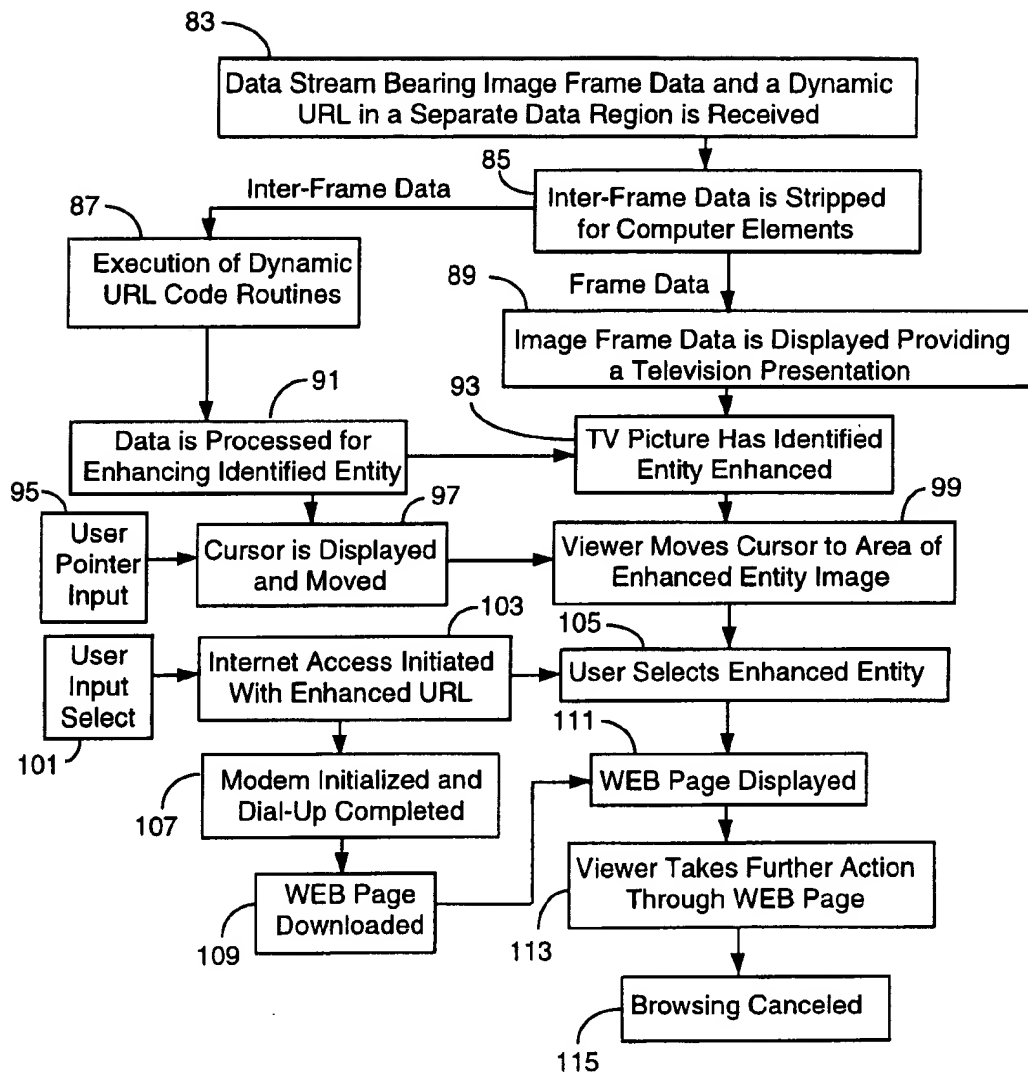 83
Data Stream Bearing Image Frame Data and a Dynamic
URL in a Separate Data Region is Received
85
Inter-Frame Data
Inter-Frame Data is Stripped
for Computer Elements
87
Execution of Dynamic
URL Code Routines
Frame Data
89
Image Frame Data is Displayed Providing
a Television Presentation
91
Data is Processed for
Enhancing Identified Entity
93
TV Picture Has Identified
Entity Enhanced
95
User
Pointer
Input
97
Cursor is Displayed
and Moved
99
Viewer Moves Cursor to Area of
Enhanced Entity Image
User
Input
Select
101
103
Internet Access Initiated
With Enhanced URL
105
User Selects Enhanced Entity
107
Modem Initialized and
Dial-Up Completed
111
WEB Page Displayed
WEB Page
Downloaded
109
Viewer Takes Further Action
Through WEB Page
113
Browsing Canceled
115